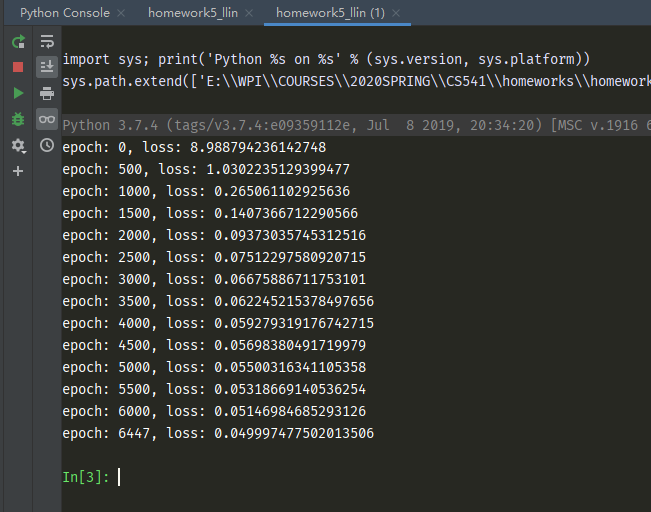 Python Console homework5_llin homework5_llin (1)
import sys; print('Python %s on %s' % (sys.version, sys.platform))
sys.path.extend(['E:\\WPI\\COURSES\\2020SPRING\\CS541\\homeworks\\homework
Python 3.7.4 (tags/v3.7.4:e09359112e, Jul  8 2019, 20:34:20) [MSC v.1916 6
epoch: 0, loss: 8.988794236142748
epoch: 500, loss: 1.0302235129399477
epoch: 1000, loss: 0.265061102925636
epoch: 1500, loss: 0.1407366712290566
epoch: 2000, loss: 0.09373035745312516
epoch: 2500, loss: 0.07512297580920715
epoch: 3000, loss: 0.06675886711753101
epoch: 3500, loss: 0.062245215378497656
epoch: 4000, loss: 0.059279319176742715
epoch: 4500, loss: 0.05698380491719979
epoch: 5000, loss: 0.05500316341105358
epoch: 5500, loss: 0.05318669140536254
epoch: 6000, loss: 0.05146984685293126
epoch: 6447, loss: 0.049997477502013506
In[3]: